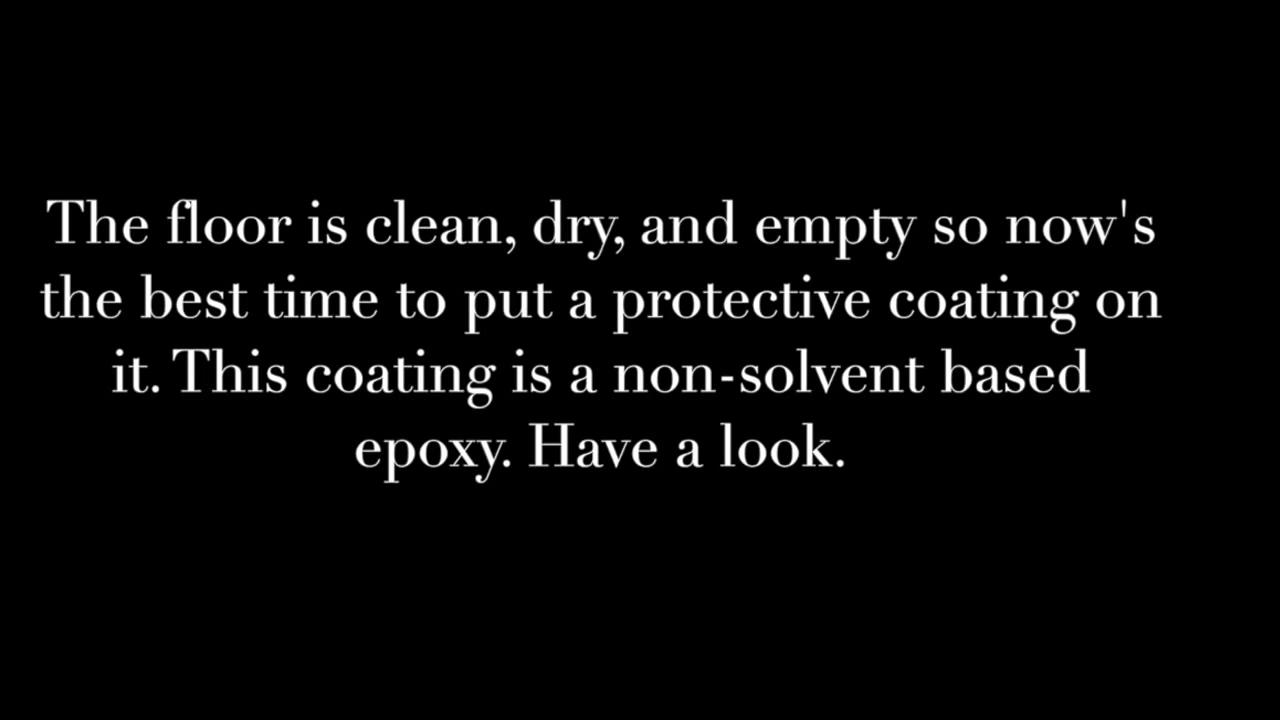 The floor is clean, dry, and empty so now's
the best time to put a protective coating on
it. This coating is a non-solvent based
epoxy. Have a look.